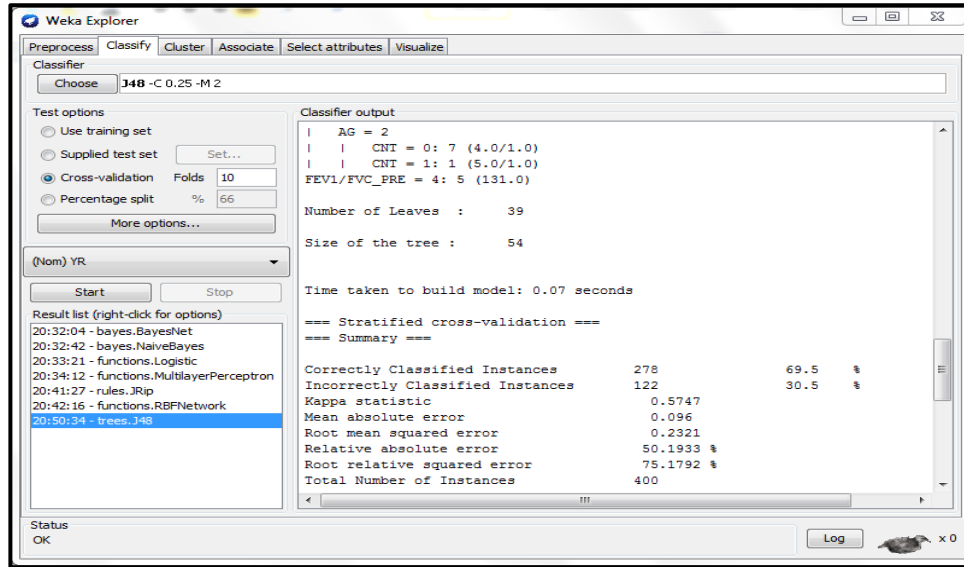 Weka Explorer
Preprocess Classify Cluster Associate Select attributes Visualize
Classifier
Choose J48 -C 0.25 -M 2
Test options
Use training set
Supplied test set Set...
Cross-validation Folds 10
Percentage split % 66
More options...
(Nom) YR
Start Stop
Result list (right-click for options)
20:32:04 - bayes.BayesNet
20:32:42 - bayes.NaiveBayes
20:33:21 - functions.Logistic
20:34:12 - functions.MultilayerPerceptron
20:41:27 - rules.JRip
20:42:16 - functions.RBFNetwork
20:50:34 - trees.J48
Classifier output
| AG = 2
| | CNT = 0: 7 (4.0/1.0)
| | CNT = 1: 1 (5.0/1.0)
FEV1/FVC_PRE = 4: 5 (131.0)
Number of Leaves : 39
Size of the tree : 54
Time taken to build model: 0.07 seconds
=== Stratified cross-validation ===
=== Summary ===
Correctly Classified Instances 278 69.5 %
Incorrectly Classified Instances 122 30.5 %
Kappa statistic 0.5747
Mean absolute error 0.096
Root mean squared error 0.2321
Relative absolute error 50.1933 %
Root relative squared error 75.1792 %
Total Number of Instances 400
Status
OK
Log
x 0